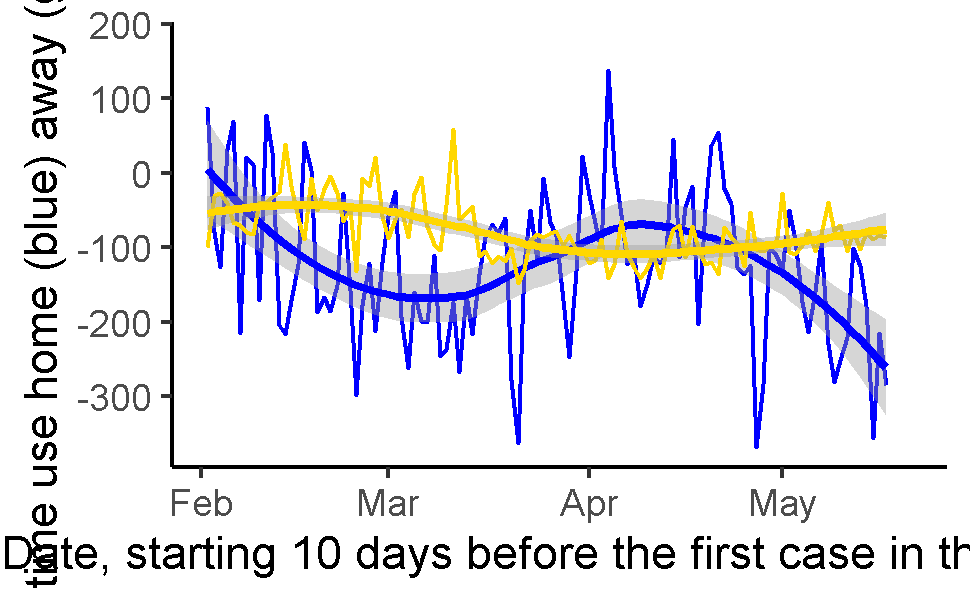 time use home (blue) away (
200
100
0
-100
-200
-300
Feb Mar Apr May
Date, starting 10 days before the first case in th